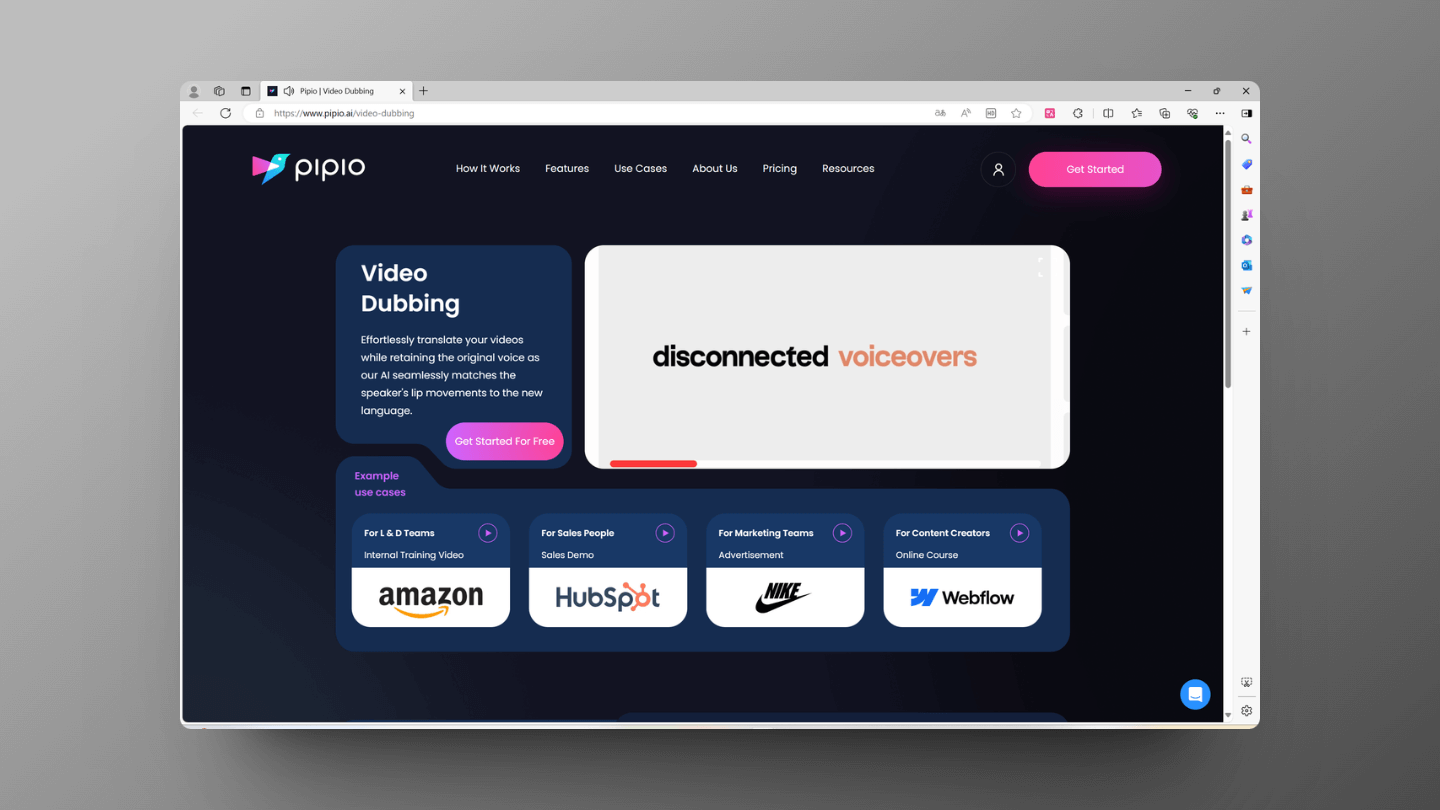 Pipio | Video Dubbing
https://www.pipio.ai/video-dubbing
pipio
How It Works
Features
Use Cases
About Us
Pricing
Resources
Get Started
Video
Dubbing
Effortlessly translate your videos
while retaining the original voice as
our AI seamlessly matches the
speaker's lip movements to the new
language.
Get Started For Free
disconnected voiceovers
Example
use cases
For L & D Teams
Internal Training Video
amazon
For Sales People
Sales Demo
HubSpot
For Marketing Teams
Advertisement
NIKE
For Content Creators
Online Course
Webflow